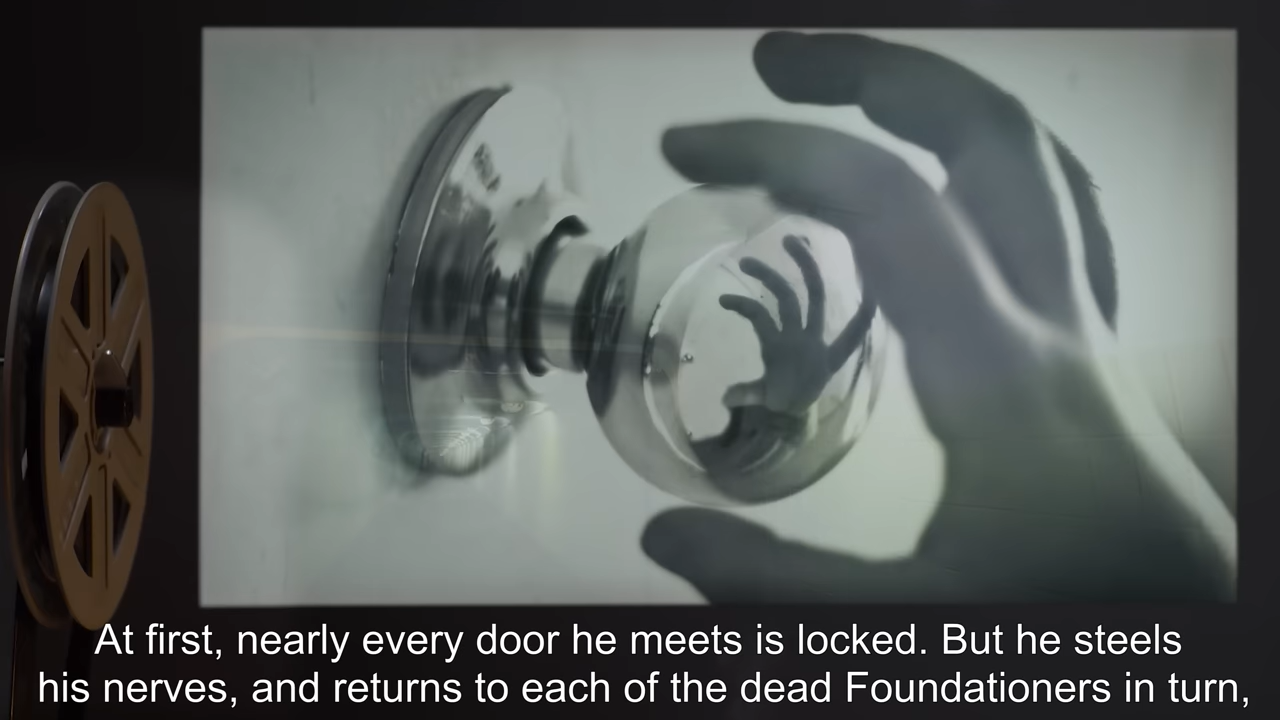 At first, nearly every door he meets is locked. But he steels
his nerves, and returns to each of the dead Foundationers in turn,